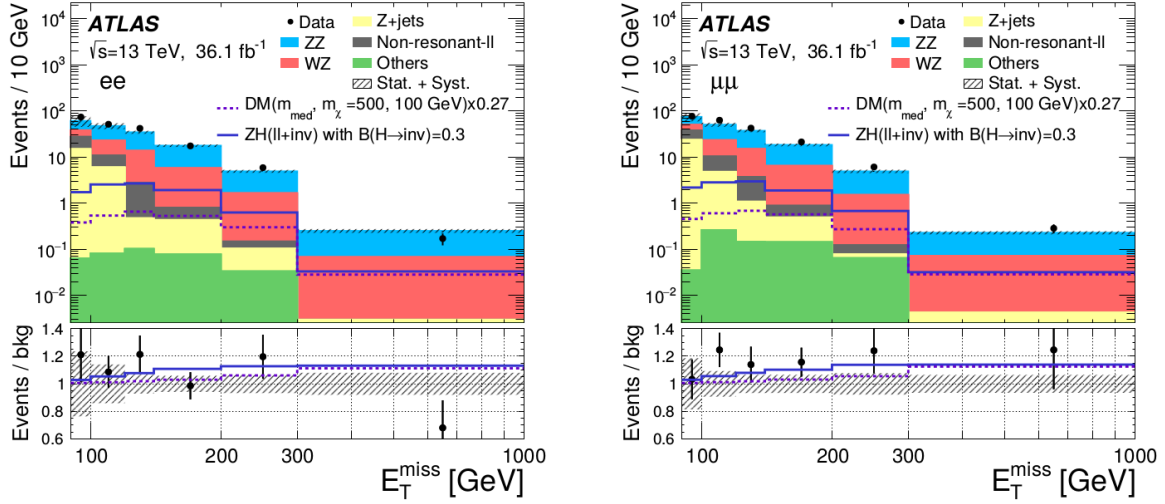 ATLAS
√s=13 TeV, 36.1 fb⁻¹
ee
Data
ZZ
WZ
Z+jets
Non-resonant-ll
Others
Stat. + Syst.
DM(m_med, m_χ =500, 100 GeV)x0.27
ZH(ll+inv) with B(H→inv)=0.3
Events / 10 GeV
10⁴
10³
10²
10
1
10⁻¹
10⁻²
Events / bkg
1.4
1.2
1
0.8
0.6
100 200 300 1000
E_T^miss [GeV]
ATLAS
√s=13 TeV, 36.1 fb⁻¹
μμ
Data
ZZ
WZ
Z+jets
Non-resonant-ll
Others
Stat. + Syst.
DM(m_med, m_χ =500, 100 GeV)x0.27
ZH(ll+inv) with B(H→inv)=0.3
Events / 10 GeV
10⁴
10³
10²
10
1
10⁻¹
10⁻²
Events / bkg
1.4
1.2
1
0.8
0.6
100 200 300 1000
E_T^miss [GeV]